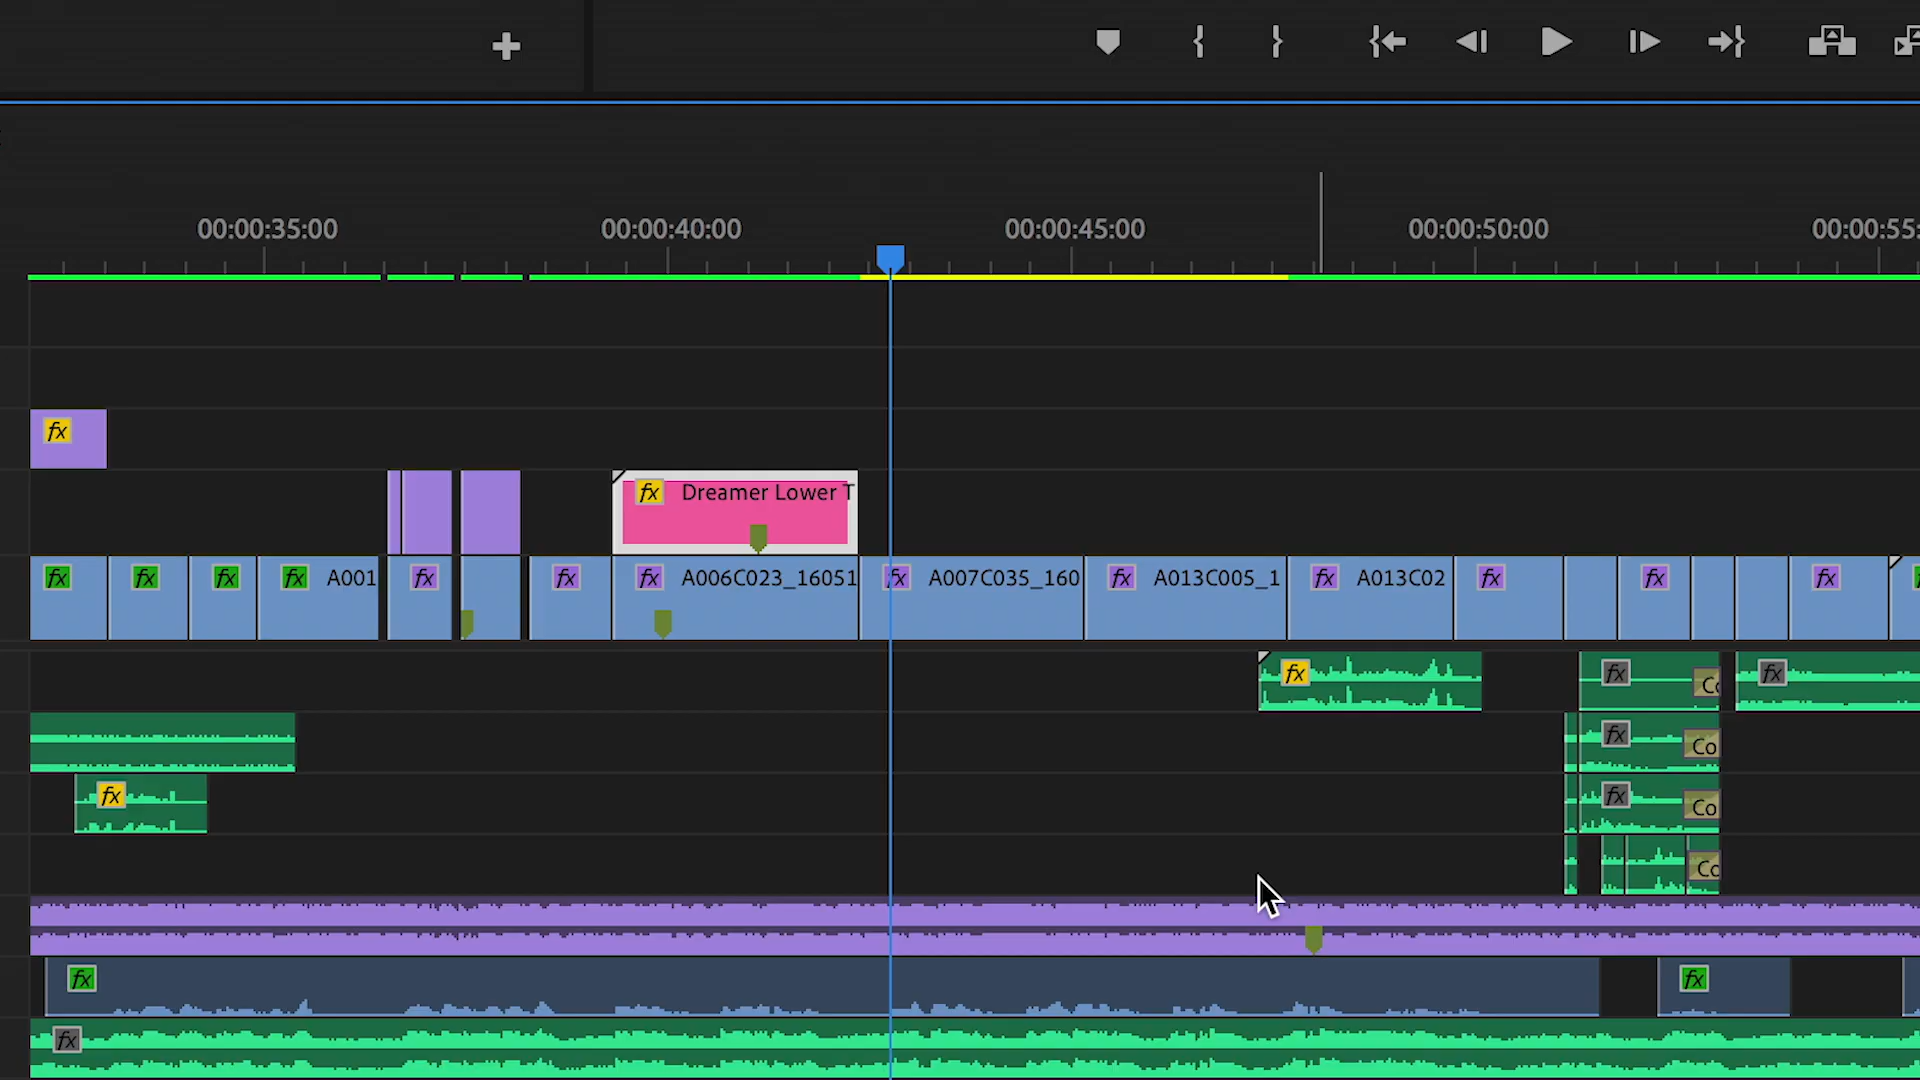 00:00:35:00 00:00:40:00 00:00:45:00 00:00:50:00 00:00:55:
fx
fx Dreamer Lower T
fx fx fx fx A001 fx fx fx A006C023_16051 fx A007C035_160 fx A013C005_1 fx A013C02 fx fx fx
fx fx Co fx
fx Co
fx fx Co
Co
fx fx
fx